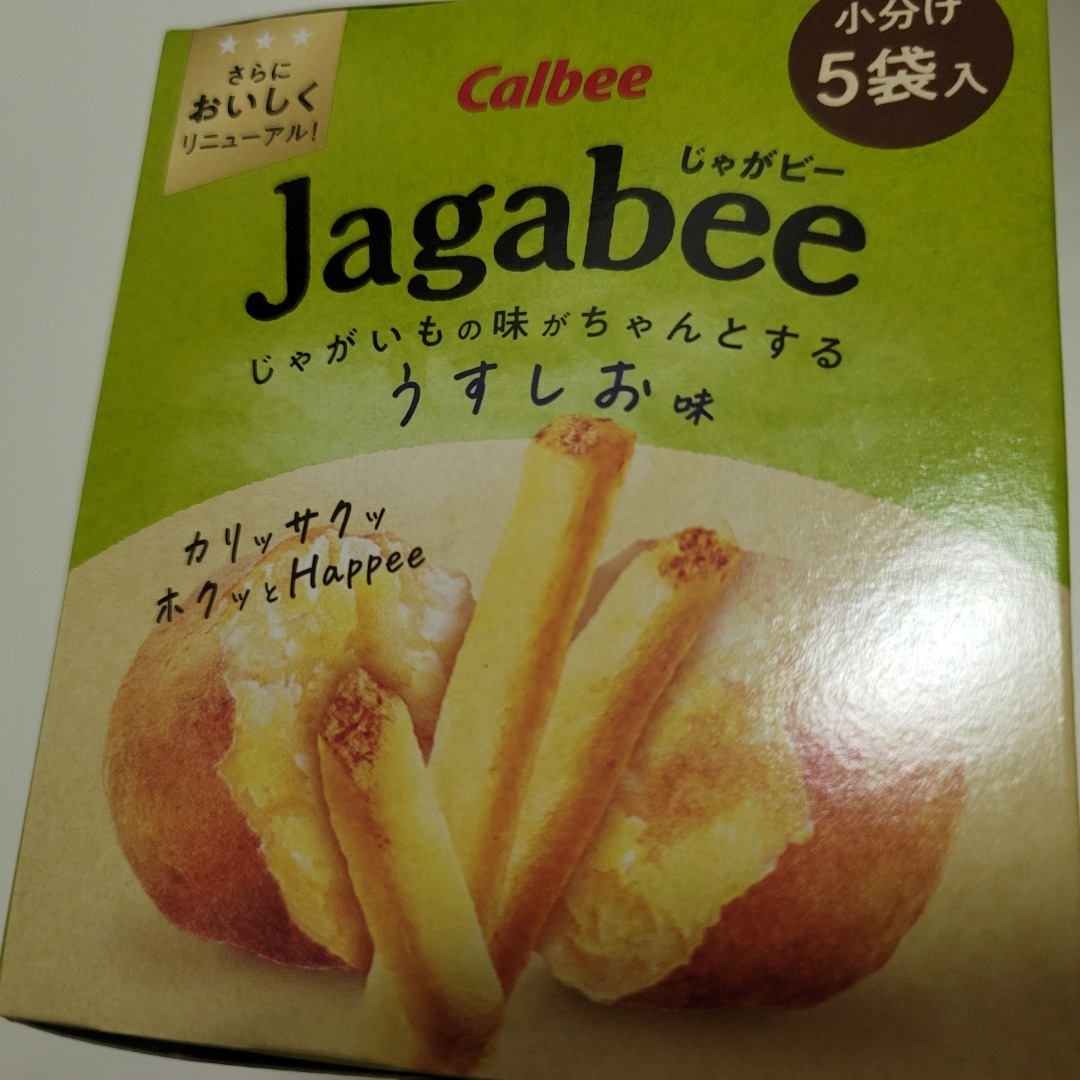 さらに
おいしく
リニューアル!
Calbee
小分け
5袋入
じゃがビー
Jagabee
じゃがいもの味がちゃんとする
うすしお味
カリッサクッ
ホクッとHappee